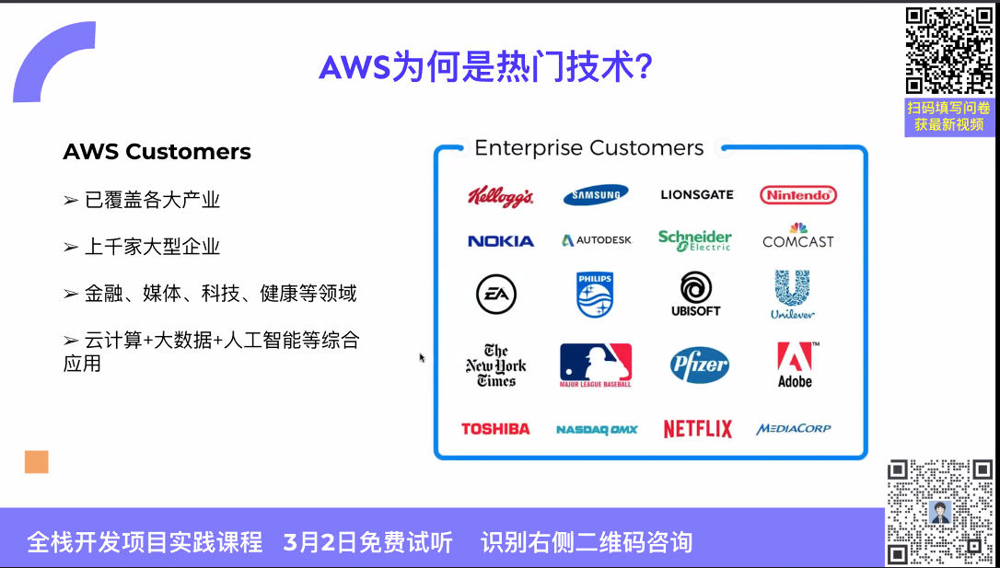 AWS为何是热门技术?
扫码填写问卷
获最新视频
AWS Customers
➢ 已覆盖各大产业
➢ 上千家大型企业
➢ 金融、媒体、科技、健康等领域
➢ 云计算+大数据+人工智能等综合
应用
Enterprise Customers
Kellogg's
SAMSUNG
LIONSGATE
Nintendo
NOKIA
AUTODESK
Schneider
Electric
COMCAST
EA
PHILIPS
UBISOFT
Unilever
The
New York
Times
MAJOR LEAGUE BASEBALL
Pfizer
Adobe
TOSHIBA
NASDAQ OMX
NETFLIX
MEDIACORP
全栈开发项目实践课程 3月2日免费试听 识别右侧二维码咨询